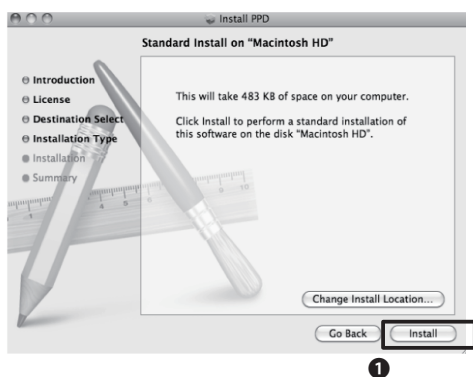 Install PPD
Standard Install on “Macintosh HD”
Introduction
License
Destination Select
Installation Type
Installation
Summary
This will take 483 KB of space on your computer.
Click Install to perform a standard installation of
this software on the disk “Macintosh HD”.
Change Install Location...
Go Back
Install
1